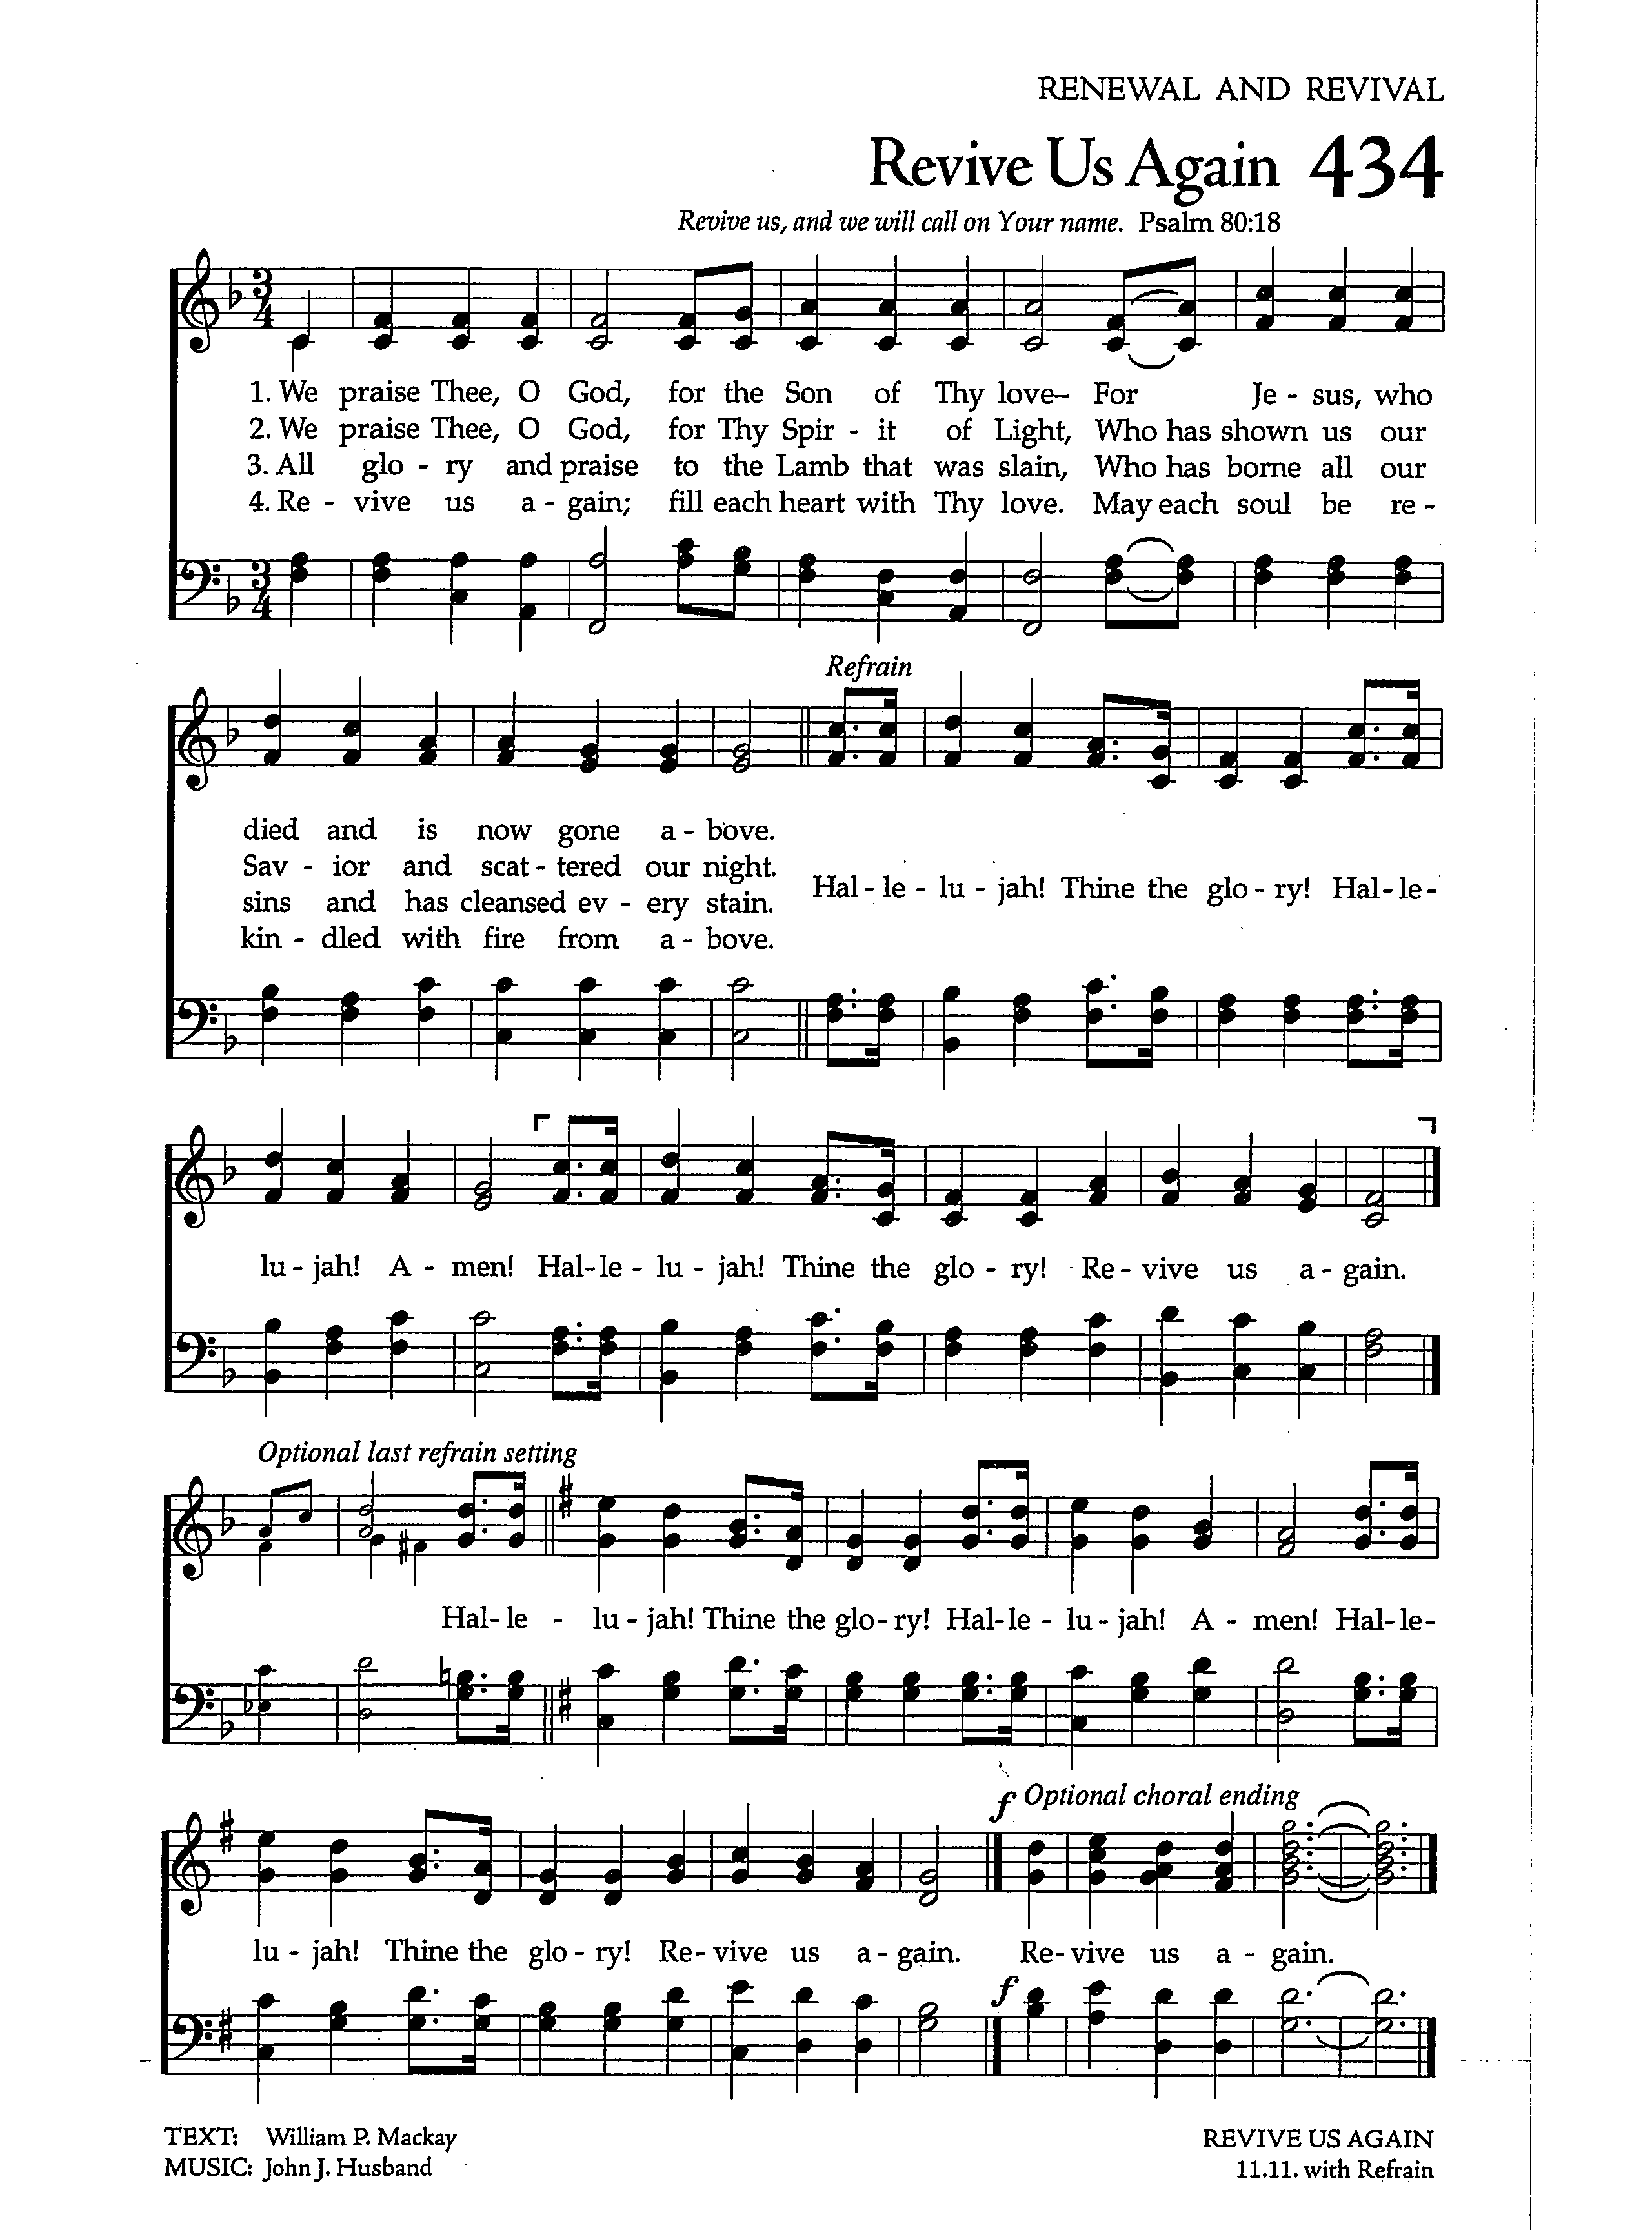 RENEWAL AND REVIVAL
Revive Us Again 434
Revive us, and we will call on Your name. Psalm 80:18
3
4
1. We praise Thee, O God, for the Son of Thy love– For Je - sus, who
2. We praise Thee, O God, for Thy Spir - it of Light, Who has shown us our
3. All glo - ry and praise to the Lamb that was slain, Who has borne all our
4. Re - vive us a - gain; fill each heart with Thy love. May each soul be re -
3
4
Refrain
died and is now gone a - bove.
Sav - ior and scat - tered our night.
sins and has cleansed ev - ery stain.
kin - dled with fire from a - bove.
Hal - le - lu - jah! Thine the glo - ry! Hal - le -
lu - jah! A - men! Hal - le - lu - jah! Thine the glo - ry! Re - vive us a - gain.
Optional last refrain setting
Hal - le - lu - jah! Thine the glo - ry! Hal - le - lu - jah! A - men! Hal - le -
f Optional choral ending
lu - jah! Thine the glo - ry! Re - vive us a - gain. Re - vive us a - gain.
f
TEXT: William P. Mackay
MUSIC: John J. Husband
REVIVE US AGAIN
11.11. with Refrain